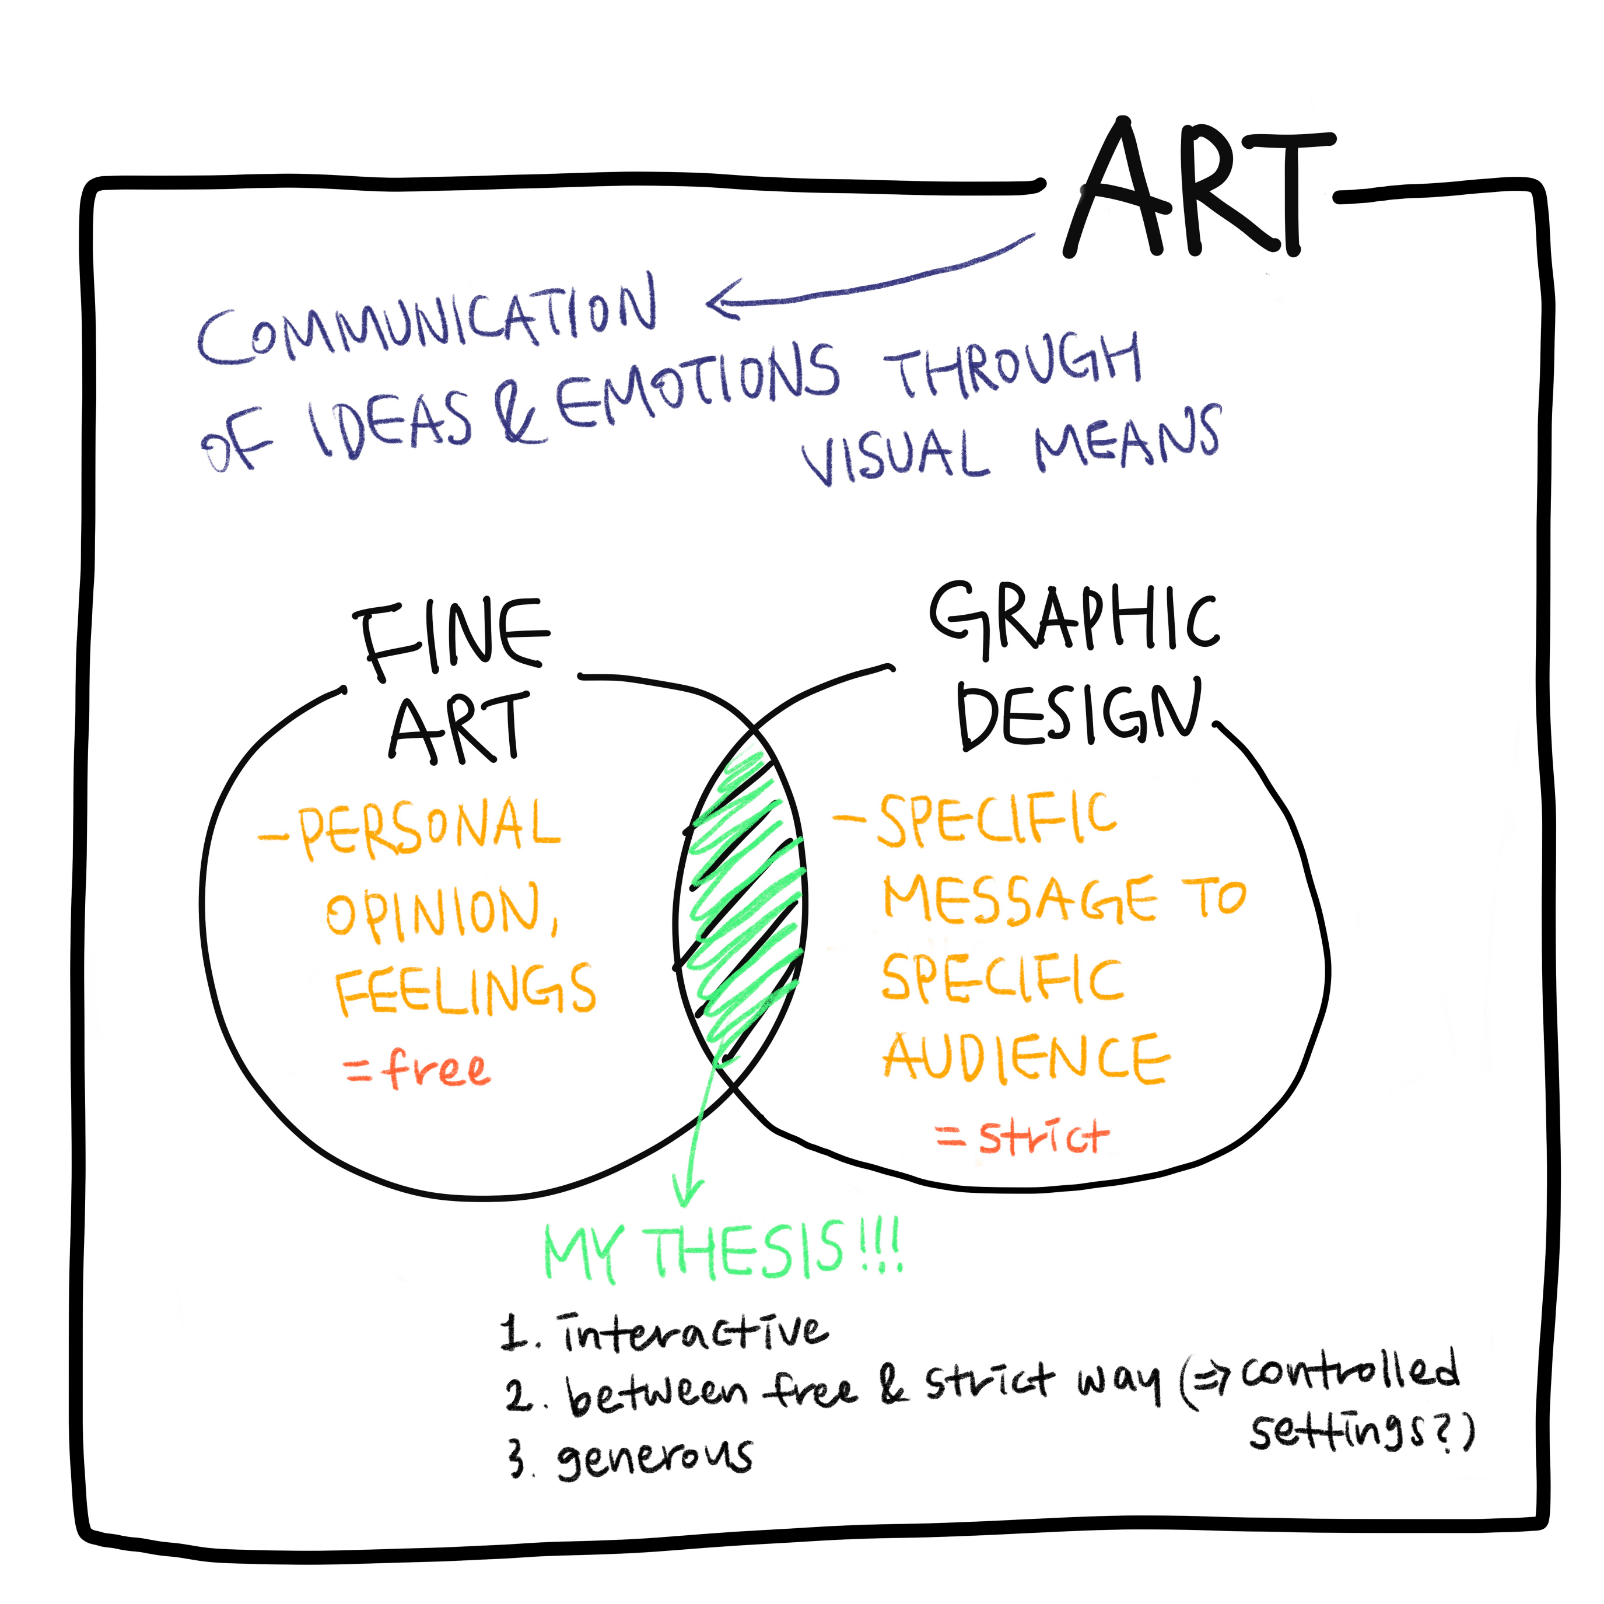 ART
COMMUNICATION
OF IDEAS & EMOTIONS THROUGH
VISUAL MEANS
FINE
ART
-PERSONAL
OPINION,
FEELINGS
=free
GRAPHIC
DESIGN
-SPECIFIC
MESSAGE TO
SPECIFIC
AUDIENCE
=strict
MY THESIS!!!
1. interactive
2. between free & strict way (⇒ controlled
settings?)
3. generous